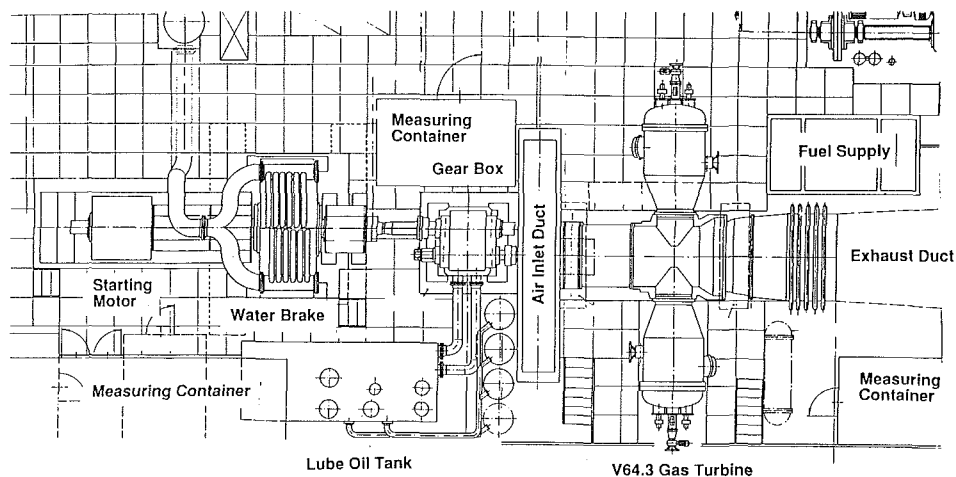 Measuring
Container
Gear Box
Fuel Supply
Air Inlet Duct
Exhaust Duct
Starting
Motor
Water Brake
Measuring Container
Measuring
Container
Lube Oil Tank
V64.3 Gas Turbine